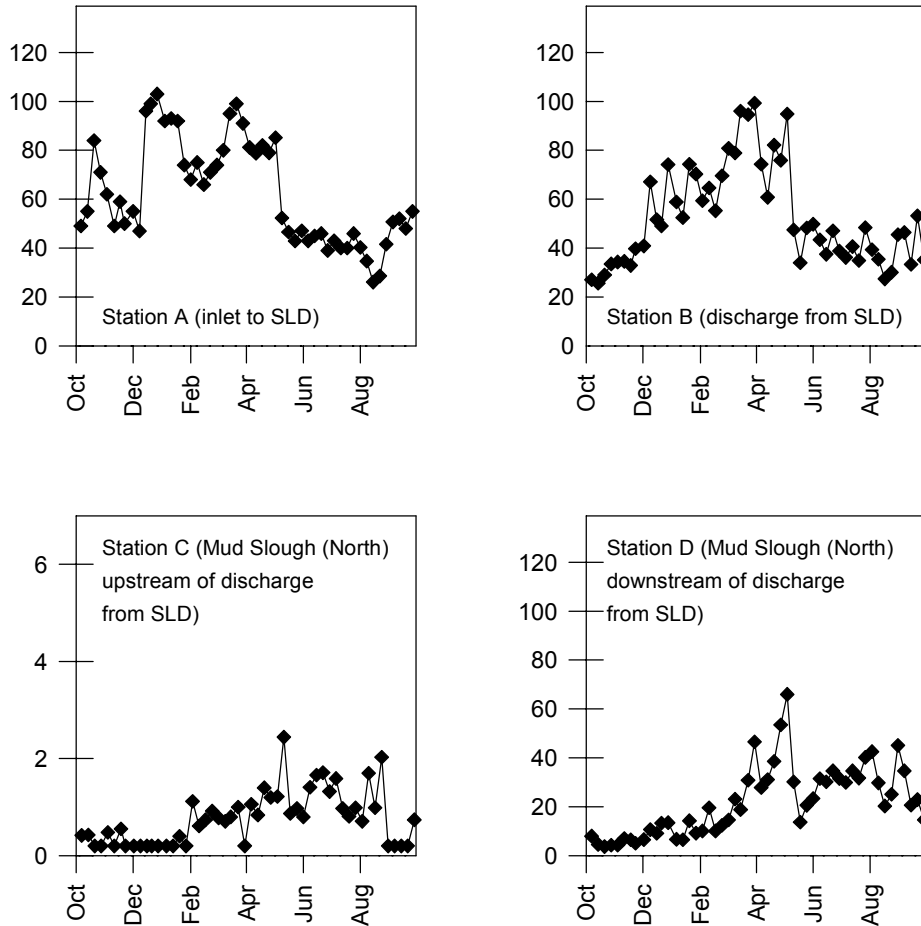 120
100
80
60
40
20
0
Station A (inlet to SLD)
Oct
Dec
Feb
Apr
Jun
Aug
120
100
80
60
40
20
0
Station B (discharge from SLD)
Oct
Dec
Feb
Apr
Jun
Aug
6
4
2
0
Station C (Mud Slough (North)
upstream of discharge
from SLD)
Oct
Dec
Feb
Apr
Jun
Aug
120
100
80
60
40
20
0
Station D (Mud Slough (North)
downstream of discharge
from SLD)
Oct
Dec
Feb
Apr
Jun
Aug